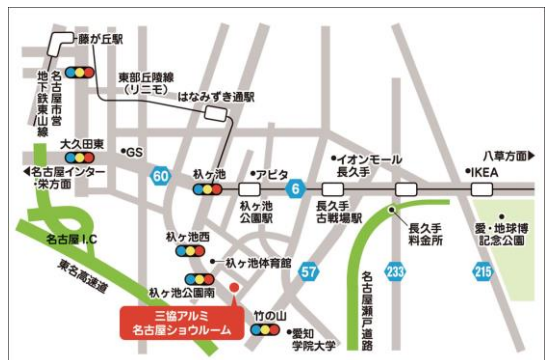 藤が丘駅
名古屋市営
地下鉄東山線
東部丘陵線
（リニモ）
はなみずき通駅
大久田東
GS
名古屋インター
・栄方面
60
杁ヶ池
アピタ
6
イオンモール
長久手
IKEA
八草方面
杁ヶ池
公園駅
長久手
古戦場駅
長久手
料金所
愛・地球博
記念公園
名古屋I.C
東名高速道
杁ヶ池西
杁ヶ池体育館
杁ヶ池公園南
57
233
215
名古屋瀬戸道路
三協アルミ
名古屋ショウルーム
竹の山
愛知
学院大学